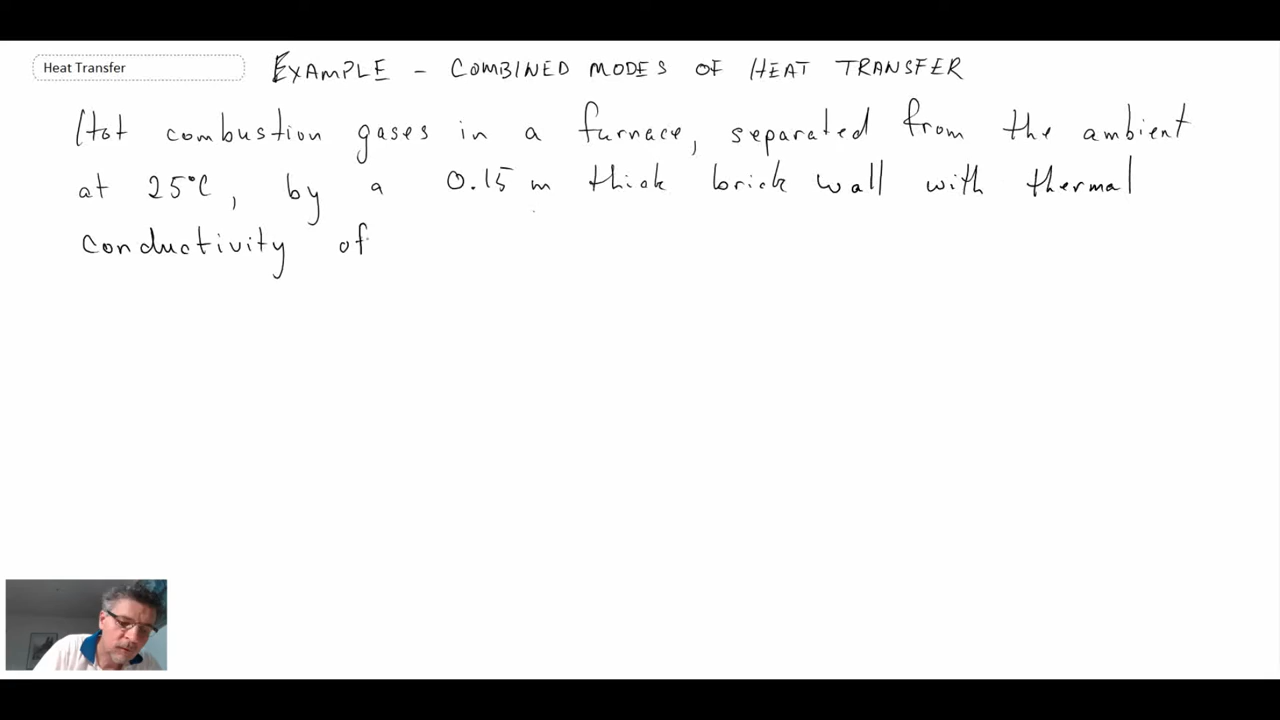 Heat Transfer
EXAMPLE - COMBINED MODES OF HEAT TRANSFER
Hot combustion gases in a furnace, separated from the ambient
at 25°C, by a 0.15 m thick brick wall with thermal
conductivity of